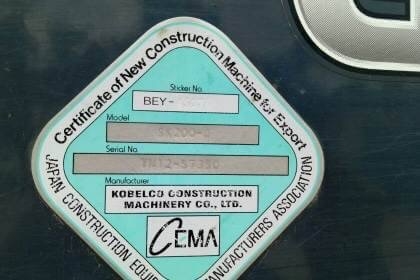 Certificate of New Construction Machine for Export
Sticker No.
BEY-
Model
SK200-
Serial No.
Manufacturer
KOBELCO CONSTRUCTION
MACHINERY CO., LTD.
CEMA
JAPAN CONSTRUCTION MANUFACTURERS ASSOCIATION